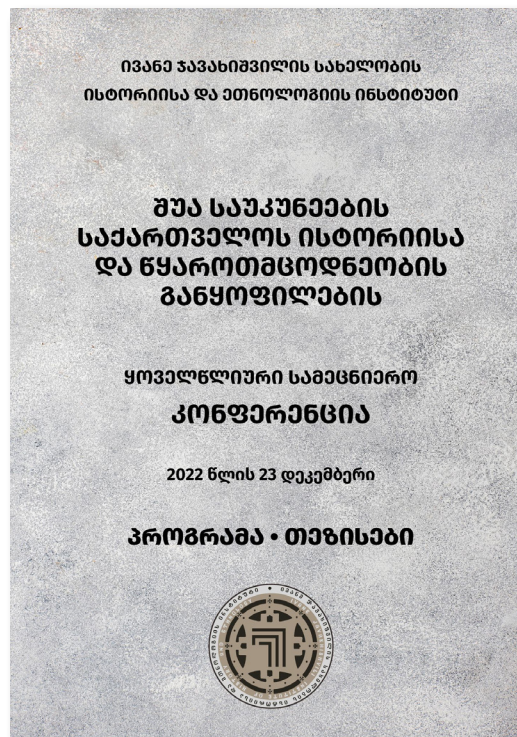 ივანე ჯავახიშვილის სახელობის
ისტორიისა და ეთნოლოგიის ინსტიტუტი
შუა საუკუნეების
საქართველოს ისტორიისა
და წყაროთმცოდნეობის
განყოფილების
ყოველწლიური სამეცნიერო
კონფერენცია
2022 წლის 23 დეკემბერი
პროგრამა • თეზისები